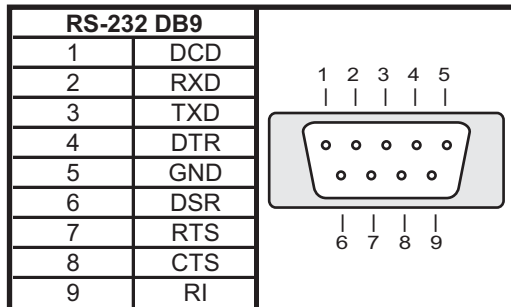 RS-232 DB9
1 DCD
2 RXD
3 TXD
4 DTR
5 GND
6 DSR
7 RTS
8 CTS
9 RI
1 2 3 4 5
6 7 8 9